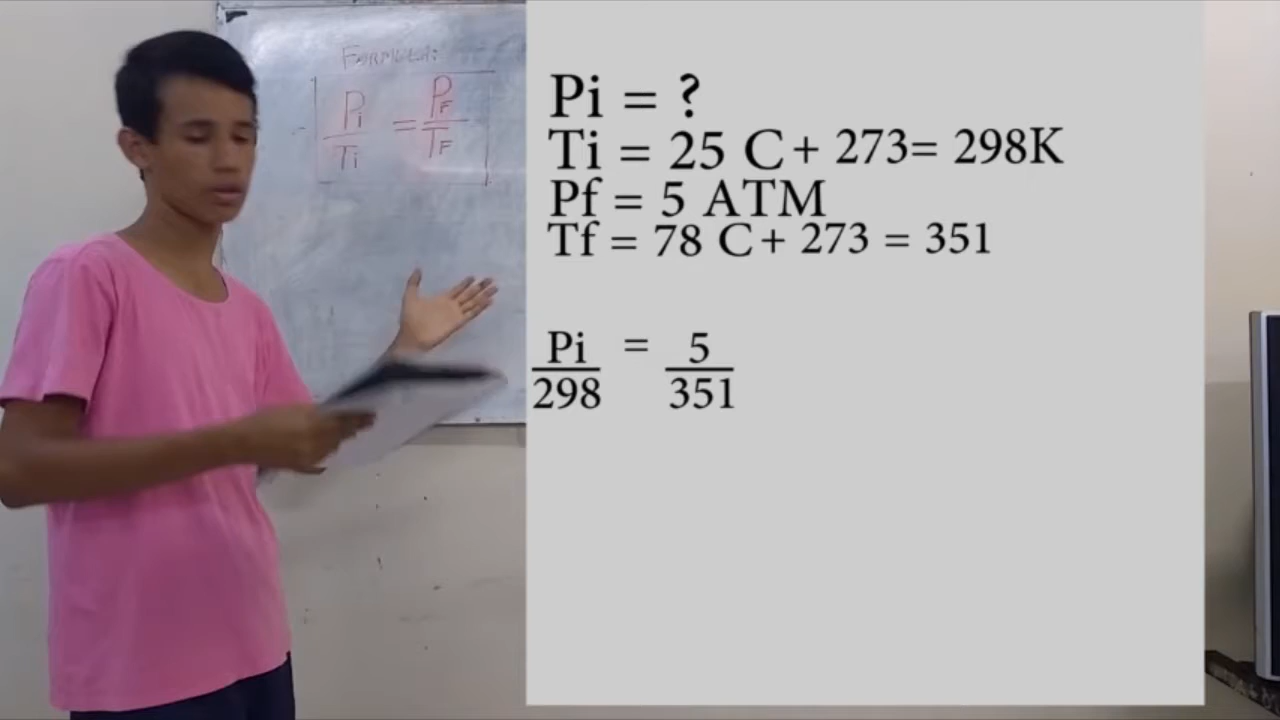 FORMULA:
Pi = PF
Ti TF
Pi = ?
Ti = 25 C + 273= 298K
Pf = 5 ATM
Tf = 78 C + 273 = 351
Pi = 5
298 351